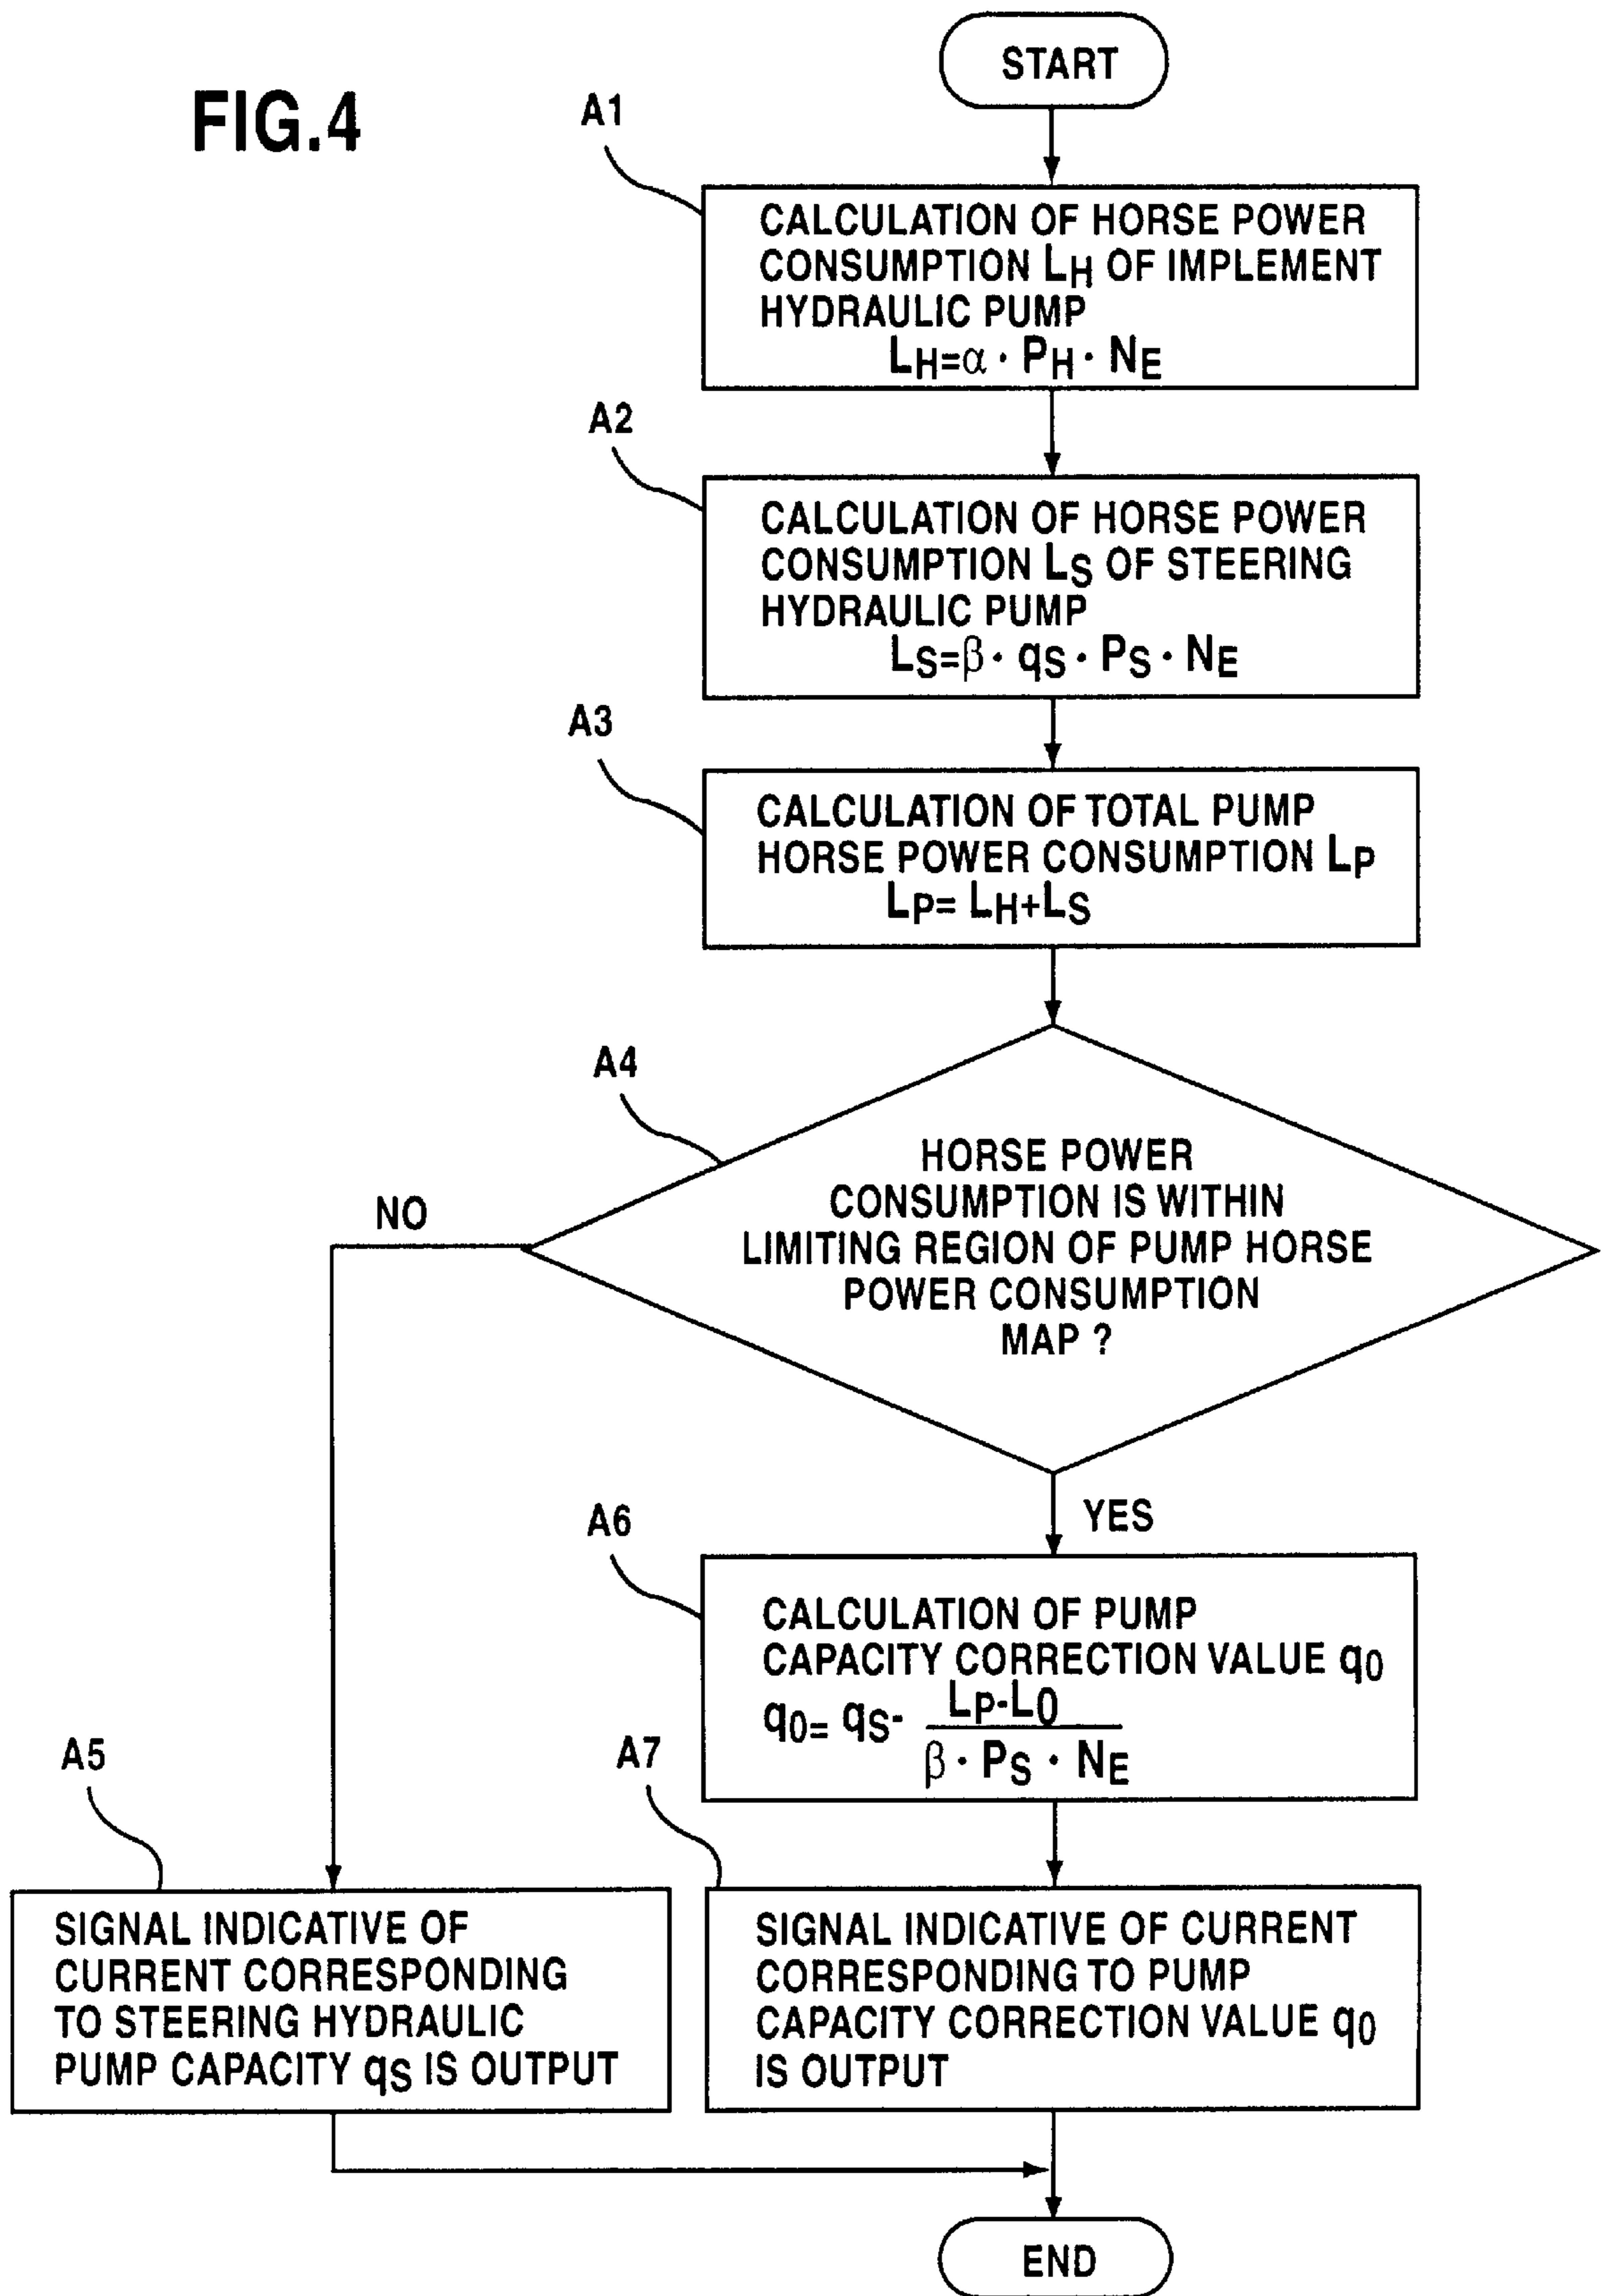 FIG.4
START
A1
CALCULATION OF HORSE POWER
CONSUMPTION LH OF IMPLEMENT
HYDRAULIC PUMP
LH=α · PH · NE
A2
CALCULATION OF HORSE POWER
CONSUMPTION LS OF STEERING
HYDRAULIC PUMP
LS=β · qS · PS · NE
A3
CALCULATION OF TOTAL PUMP
HORSE POWER CONSUMPTION LP
LP= LH+LS
A4
HORSE POWER
CONSUMPTION IS WITHIN
LIMITING REGION OF PUMP HORSE
POWER CONSUMPTION
MAP ?
NO
YES
A6
CALCULATION OF PUMP
CAPACITY CORRECTION VALUE q0
q0= qS- LP-L0
β · PS · NE
A5
SIGNAL INDICATIVE OF
CURRENT CORRESPONDING
TO STEERING HYDRAULIC
PUMP CAPACITY qS IS OUTPUT
A7
SIGNAL INDICATIVE OF CURRENT
CORRESPONDING TO PUMP
CAPACITY CORRECTION VALUE q0
IS OUTPUT
END